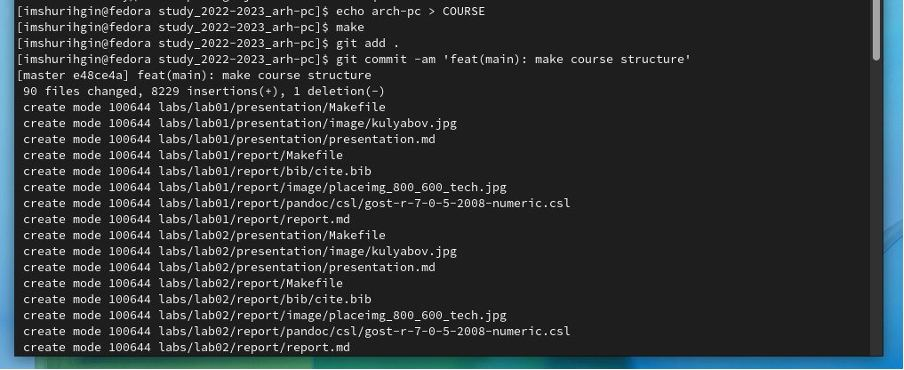 [imshurihgin@fedora study_2022-2023_arh-pc]$ echo arch-pc > COURSE
[imshurihgin@fedora study_2022-2023_arh-pc]$ make
[imshurihgin@fedora study_2022-2023_arh-pc]$ git add .
[imshurihgin@fedora study_2022-2023_arh-pc]$ git commit -am 'feat(main): make course structure'
[master e48ce4a] feat(main): make course structure
 90 files changed, 8229 insertions(+), 1 deletion(-)
 create mode 100644 labs/lab01/presentation/Makefile
 create mode 100644 labs/lab01/presentation/image/kulyabov.jpg
 create mode 100644 labs/lab01/presentation/presentation.md
 create mode 100644 labs/lab01/report/Makefile
 create mode 100644 labs/lab01/report/bib/cite.bib
 create mode 100644 labs/lab01/report/image/placeimg_800_600_tech.jpg
 create mode 100644 labs/lab01/report/pandoc/csl/gost-r-7-0-5-2008-numeric.csl
 create mode 100644 labs/lab01/report/report.md
 create mode 100644 labs/lab02/presentation/Makefile
 create mode 100644 labs/lab02/presentation/image/kulyabov.jpg
 create mode 100644 labs/lab02/presentation/presentation.md
 create mode 100644 labs/lab02/report/Makefile
 create mode 100644 labs/lab02/report/bib/cite.bib
 create mode 100644 labs/lab02/report/image/placeimg_800_600_tech.jpg
 create mode 100644 labs/lab02/report/pandoc/csl/gost-r-7-0-5-2008-numeric.csl
 create mode 100644 labs/lab02/report/report.md